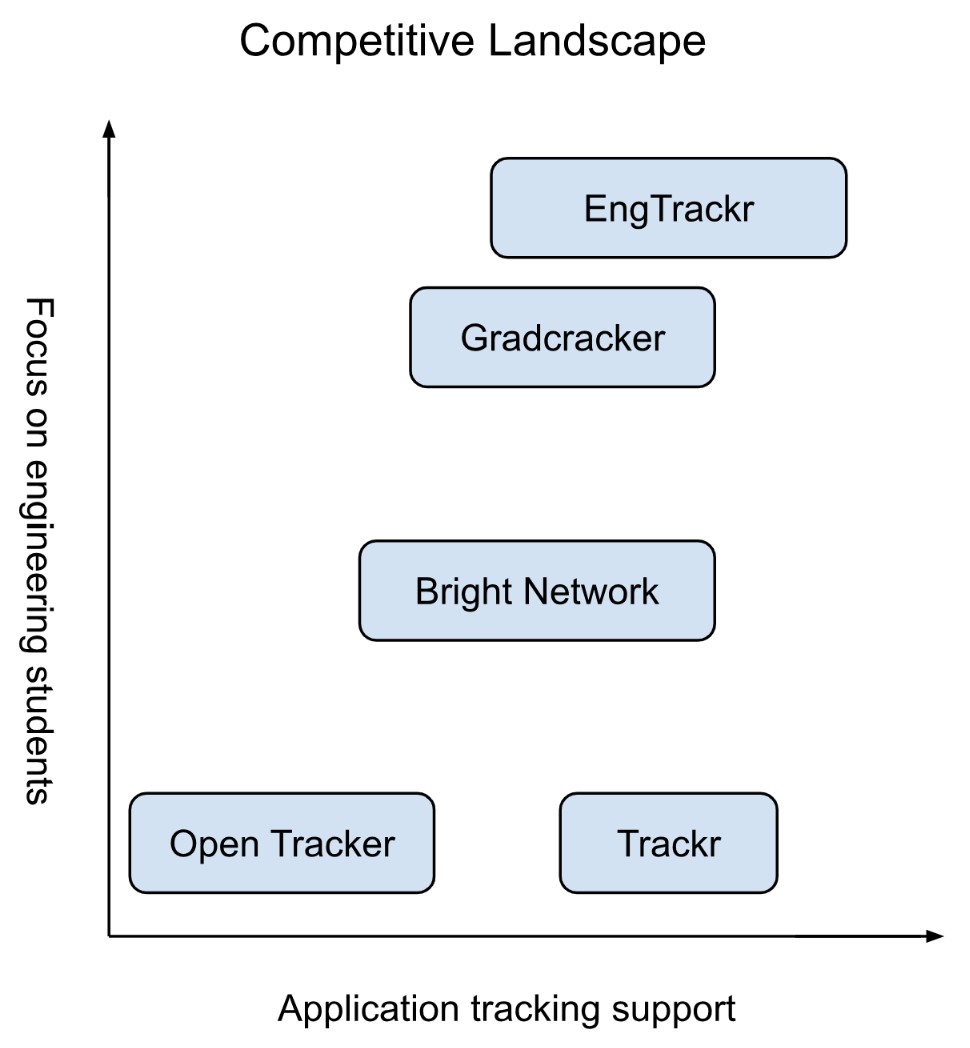 Competitive Landscape
EngTrackr
Gradcracker
Focus on engineering students
Bright Network
Open Tracker
Trackr
Application tracking support